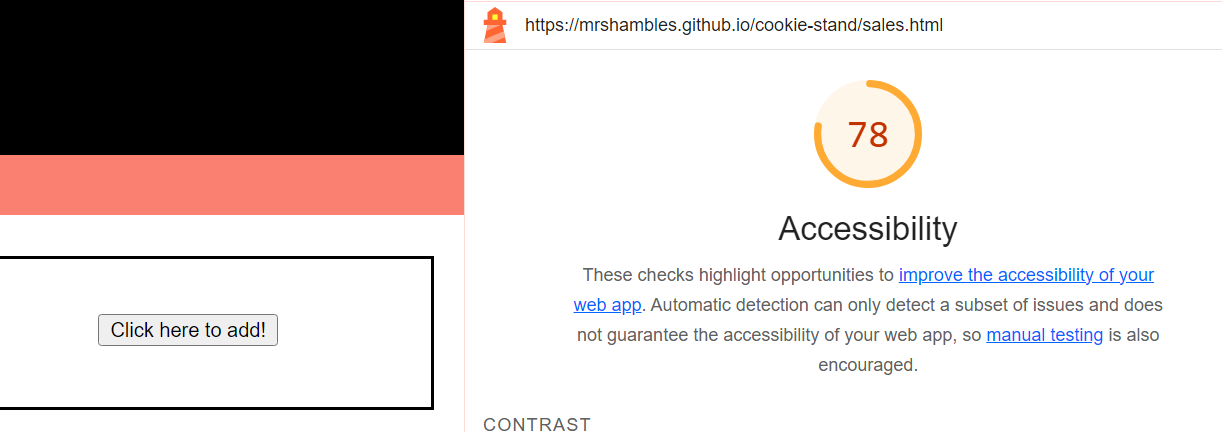 https://mrshambles.github.io/cookie-stand/sales.html
78
Accessibility
These checks highlight opportunities to improve the accessibility of your
web app. Automatic detection can only detect a subset of issues and does
not guarantee the accessibility of your web app, so manual testing is also
encouraged.
Click here to add!
CONTRAST